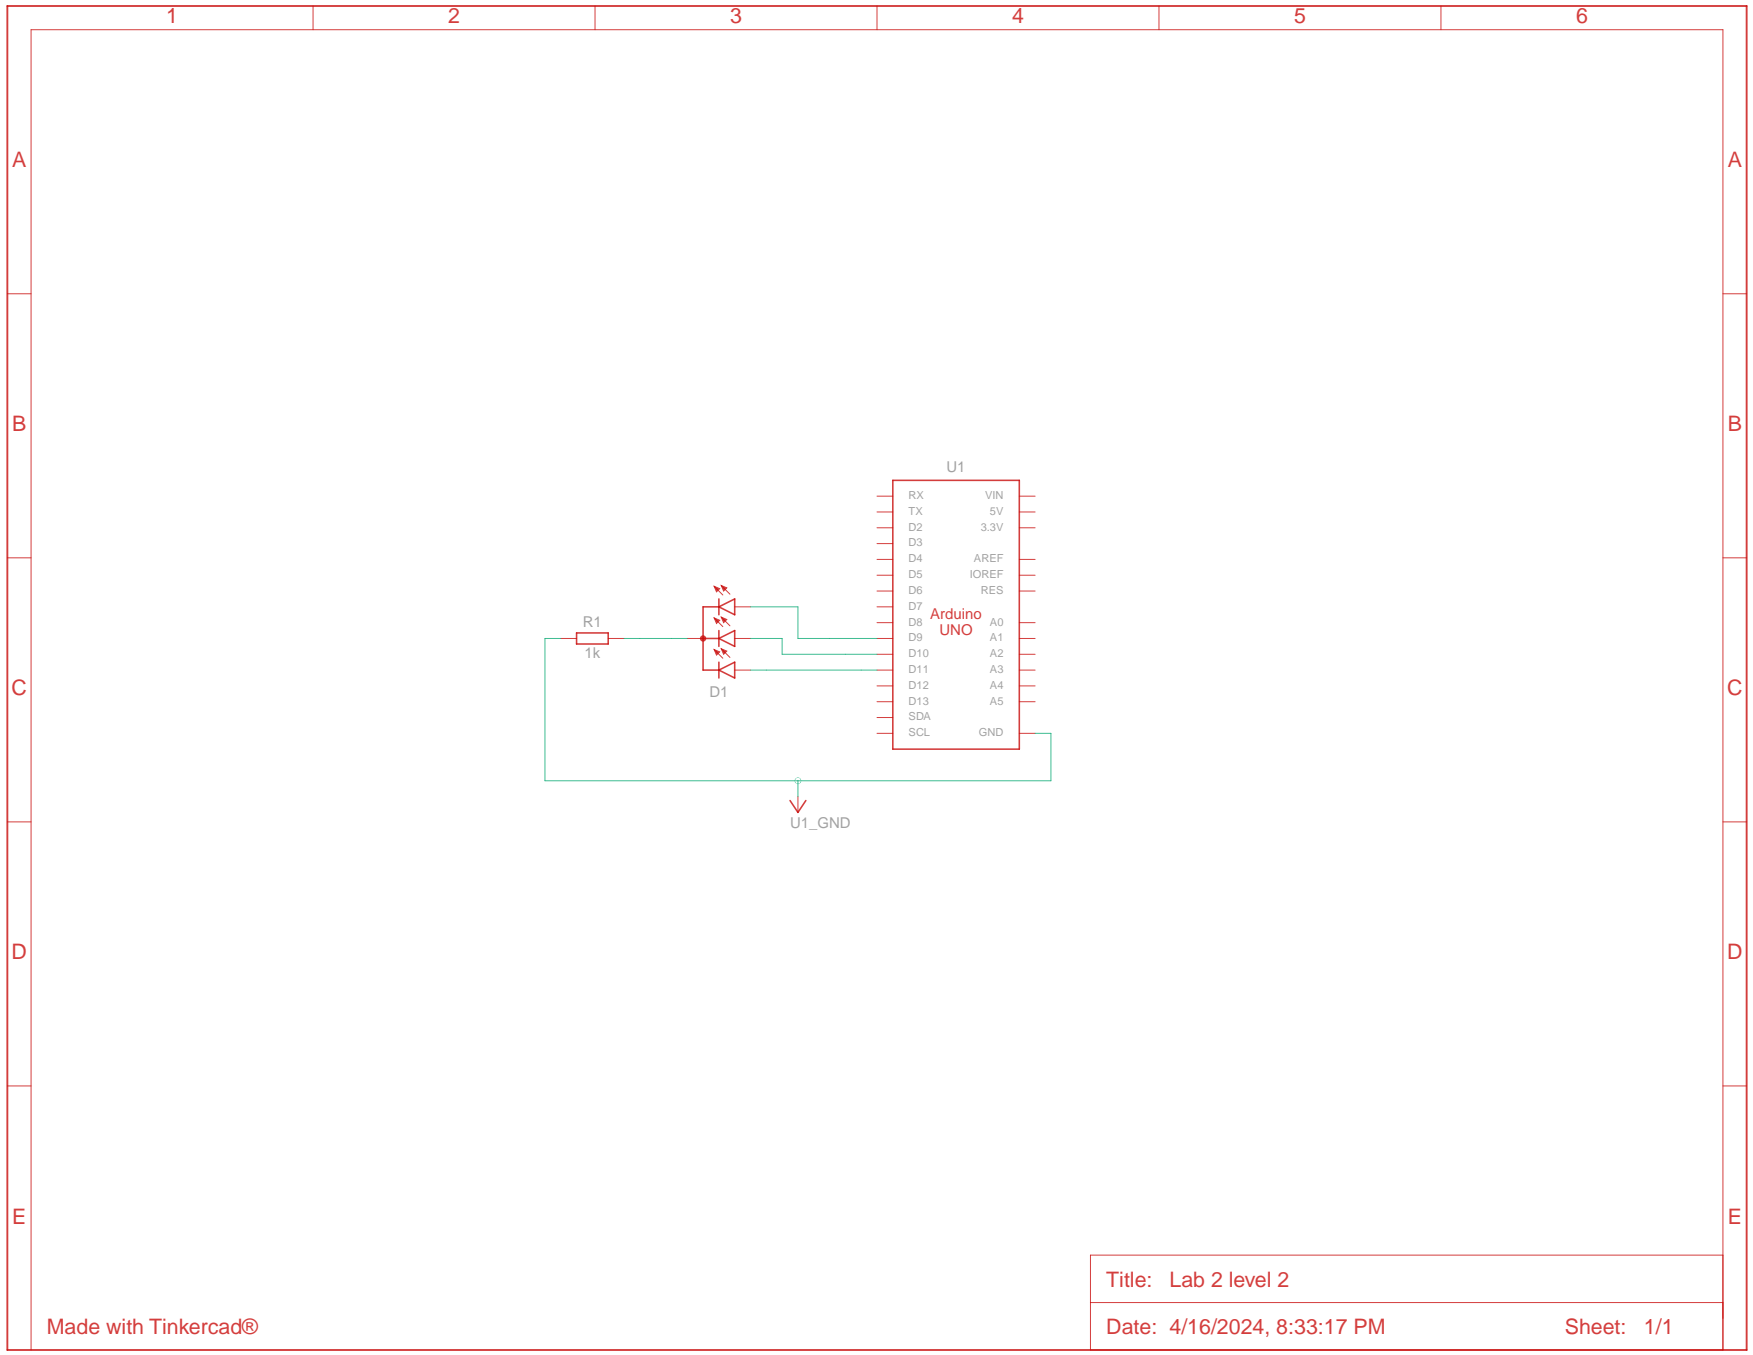 1 2 3 4 5 6
A A
B B
U1
RX VIN
TX 5V
D2 3.3V
D3
D4 AREF
D5 IOREF
D6 RES
D7
Arduino
D8 A0
UNO
R1
D9 A1
1k
D10 A2
D11 A3
C C
D12 A4
D1
D13 A5
SDA
SCL GND
U1_GND
D D
E E
Title: Lab 2 level 2
Made with Tinkercad®
Date: 4/16/2024, 8:33:17 PM Sheet: 1/1